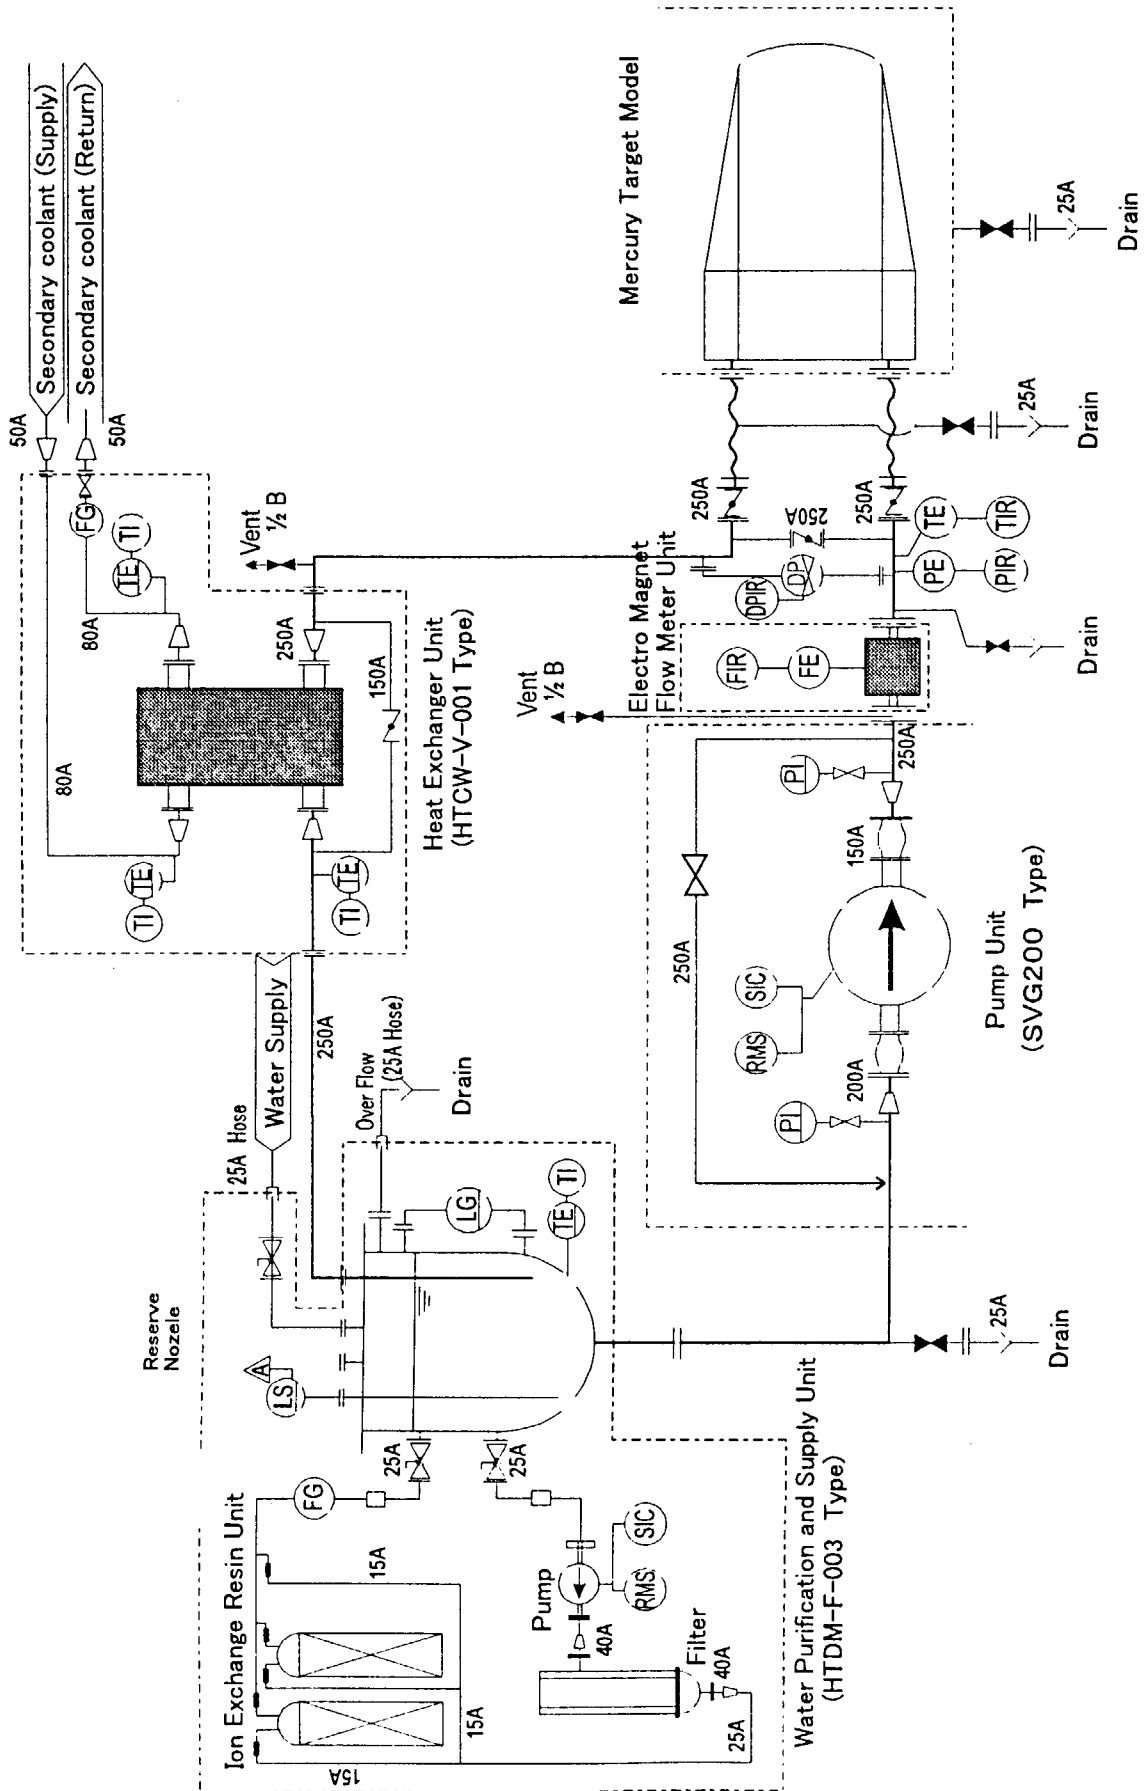 Secondary coolant (Supply)
Secondary coolant (Return)
50A
50A
FG
TI
TE
80A
80A
250A
150A
Vent
½ B
Heat Exchanger Unit
(HTCW-V-001 Type)
TE
TI
TE
TI
Mercury Target Model
25A
Drain
25A
Drain
250A
250A
250A
TE
TIR
PE
PIR
DPIR
DPI
Drain
Electro Magnet
Flow Meter Unit
FIR
FE
Vent
½ B
250A
PI
150A
250A
SIC
RMS
200A
PI
Pump Unit
(SVG200 Type)
Water Supply
250A
25A Hose
Over Flow
(25A Hose)
Drain
LG
TE
TI
Reserve
Nozele
A
LS
25A
Drain
25A
25A
FG
Ion Exchange Resin Unit
15A
15A
15A
SIC
RMS
Pump
40A
Filter
40A
25A
Water Purification and Supply Unit
(HTDM-F-003 Type)